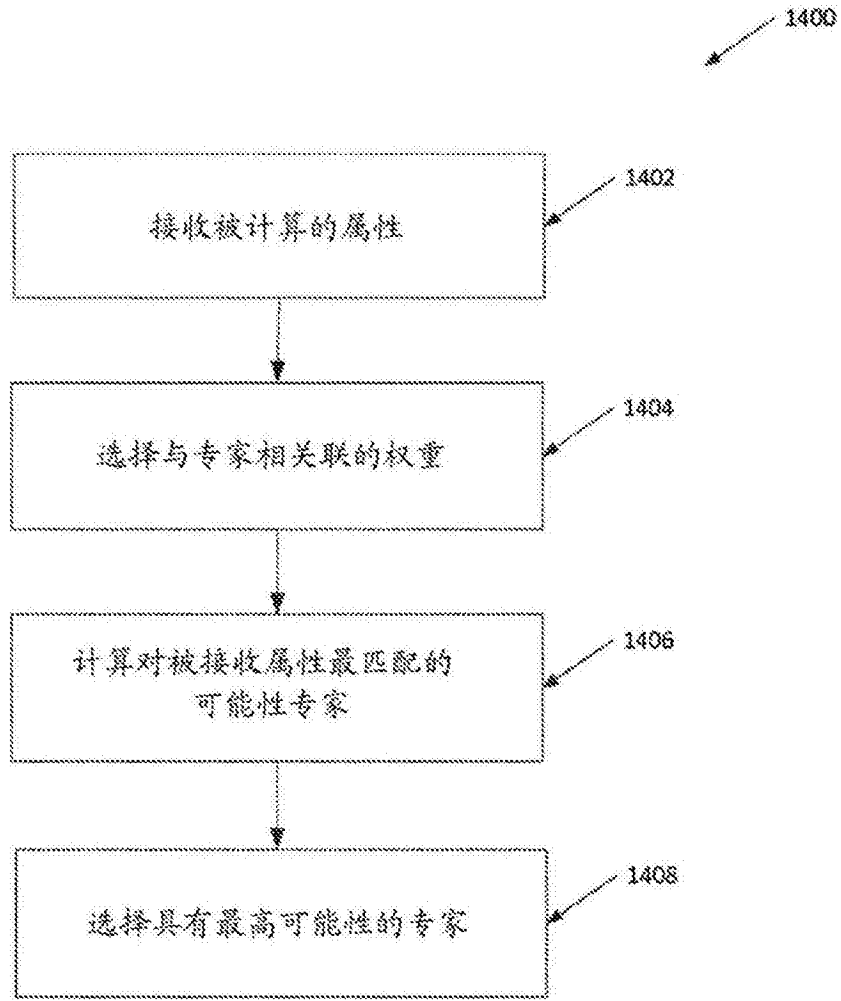 1400
接收被计算的属性
1402
选择与专家相关联的权重
1404
计算对被接收属性最匹配的
可能性专家
1406
选择具有最高可能性的专家
1408